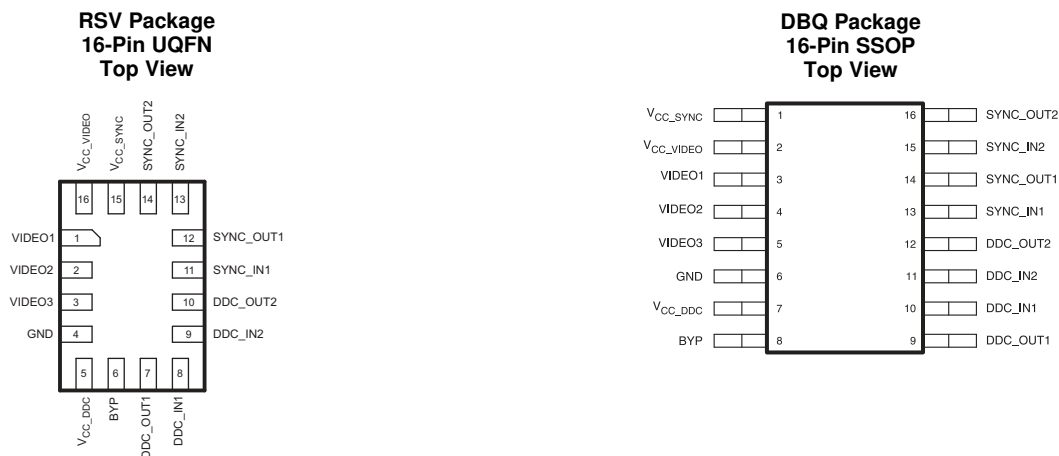 RSV Package
16-Pin UQFN
Top View
VCC_VIDEO
VCC_SYNC
SYNC_OUT2
SYNC_IN2
16 15 14 13
VIDEO1 1 12 SYNC_OUT1
VIDEO2 2 11 SYNC_IN1
VIDEO3 3 10 DDC_OUT2
GND 4 9 DDC_IN2
5 6 7 8
VCC_DDC
BYP
DDC_OUT1
DDC_IN1
DBQ Package
16-Pin SSOP
Top View
VCC_SYNC 1 16 SYNC_OUT2
VCC_VIDEO 2 15 SYNC_IN2
VIDEO1 3 14 SYNC_OUT1
VIDEO2 4 13 SYNC_IN1
VIDEO3 5 12 DDC_OUT2
GND 6 11 DDC_IN2
VCC_DDC 7 10 DDC_IN1
BYP 8 9 DDC_OUT1